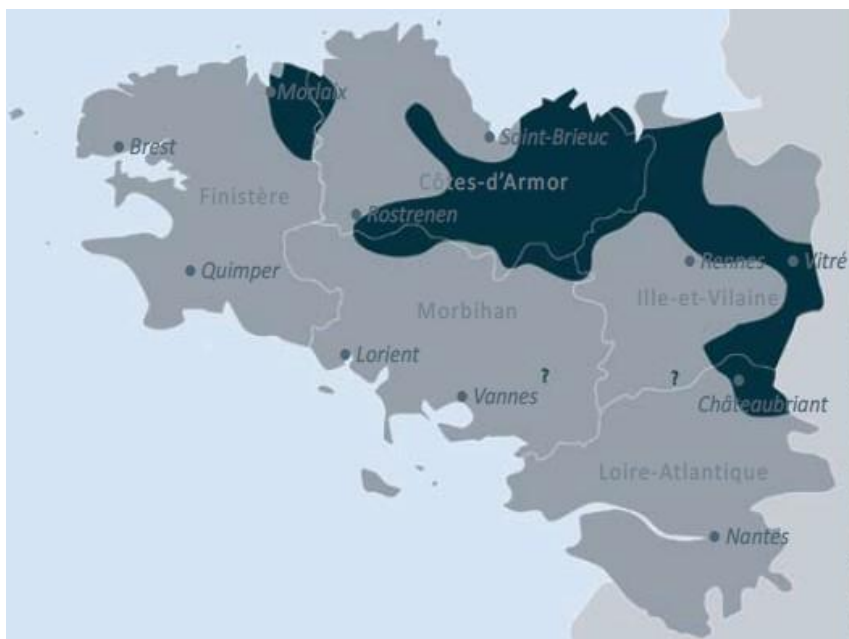 Morlaix
Saint-Brieuc
Brest
Côtes-d'Armor
Finistère
Rostrenen
Quimper
Rennes
Vitré
Ille-et-Vilaine
Morbihan
Lorient
?
?
Vannes
Châteaubriant
Loire-Atlantique
Nantes